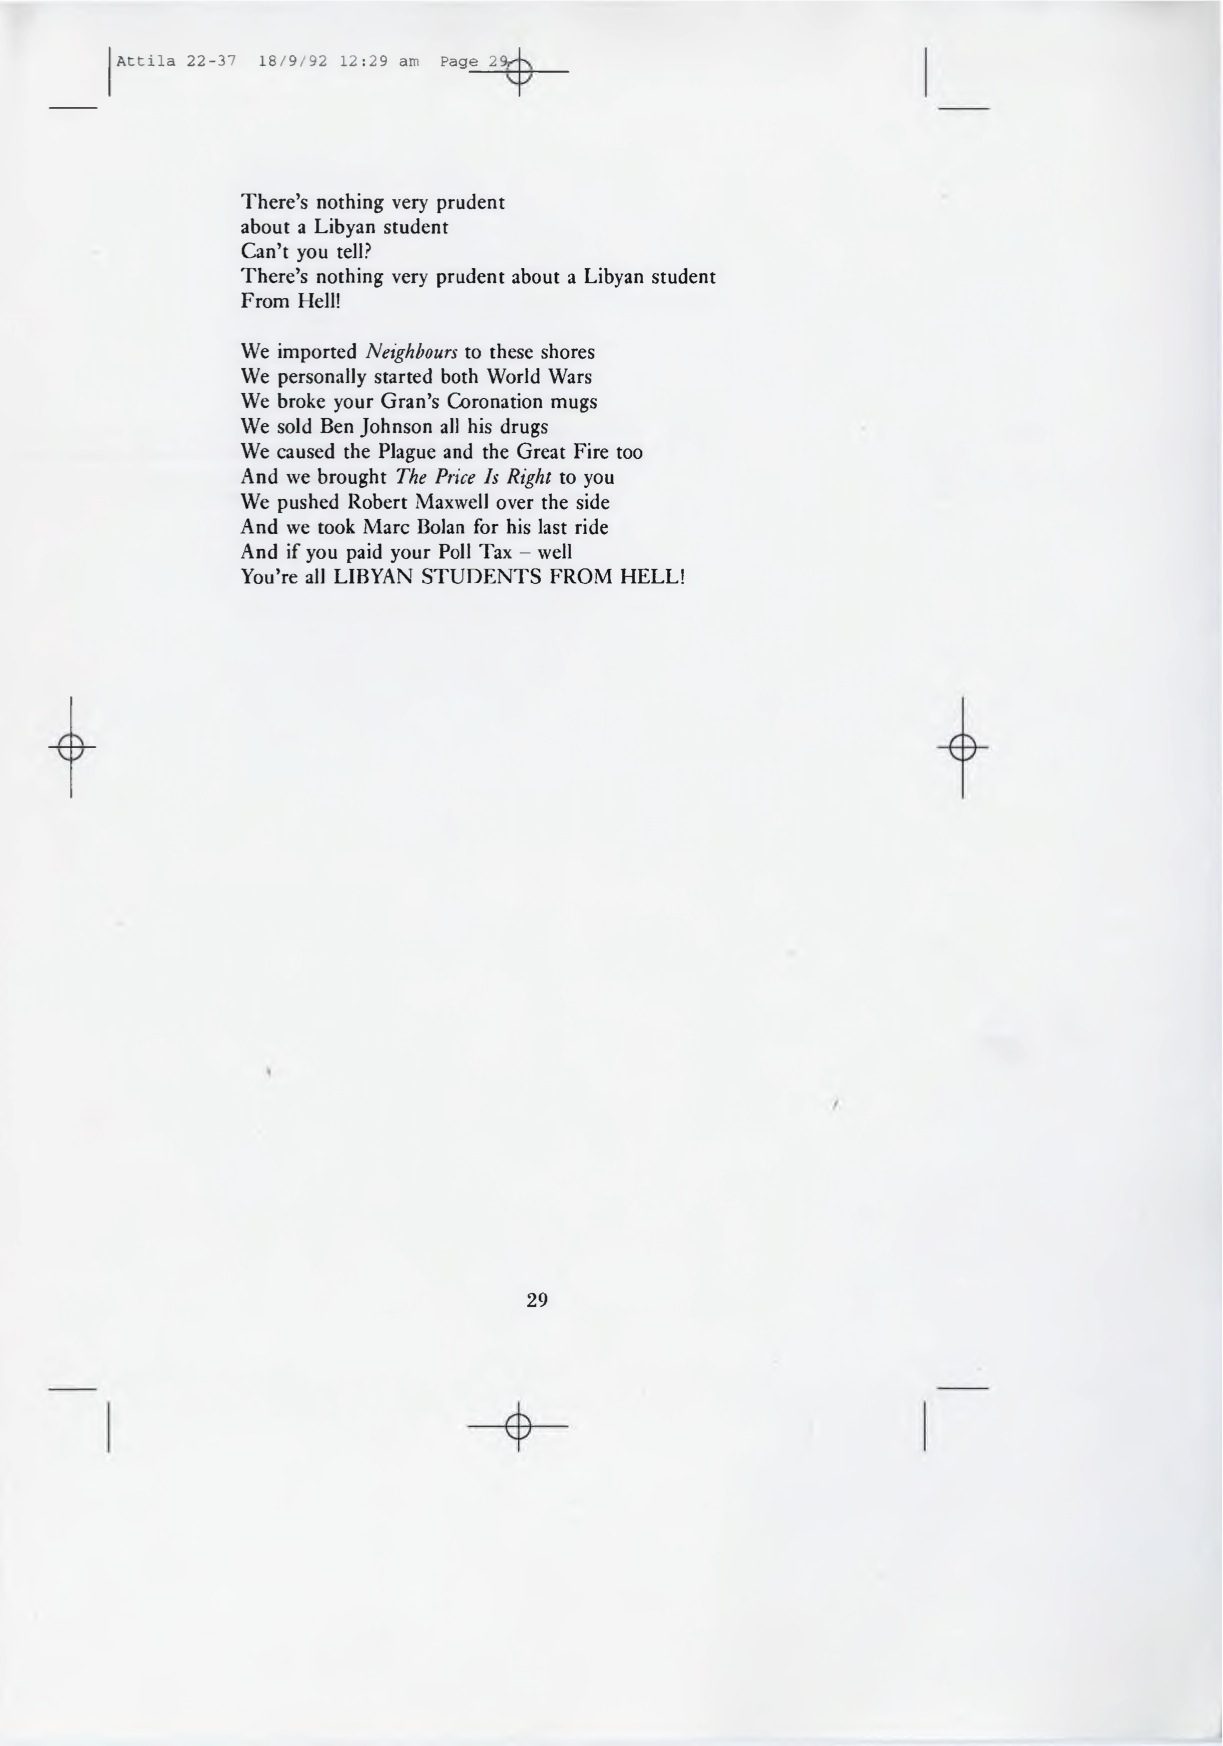 Attila 22-37 18/9/92 12:29 am Page 29
There's nothing very prudent
about a Libyan student
Can't you tell?
There's nothing very prudent about a Libyan student
From Hell!
We imported Neighbours to these shores
We personally started both World Wars
We broke your Gran's Coronation mugs
We sold Ben Johnson all his drugs
We caused the Plague and the Great Fire too
And we brought The Price Is Right to you
We pushed Robert Maxwell over the side
And we took Marc Bolan for his last ride
And if you paid your Poll Tax – well
You're all LIBYAN STUDENTS FROM HELL!
29